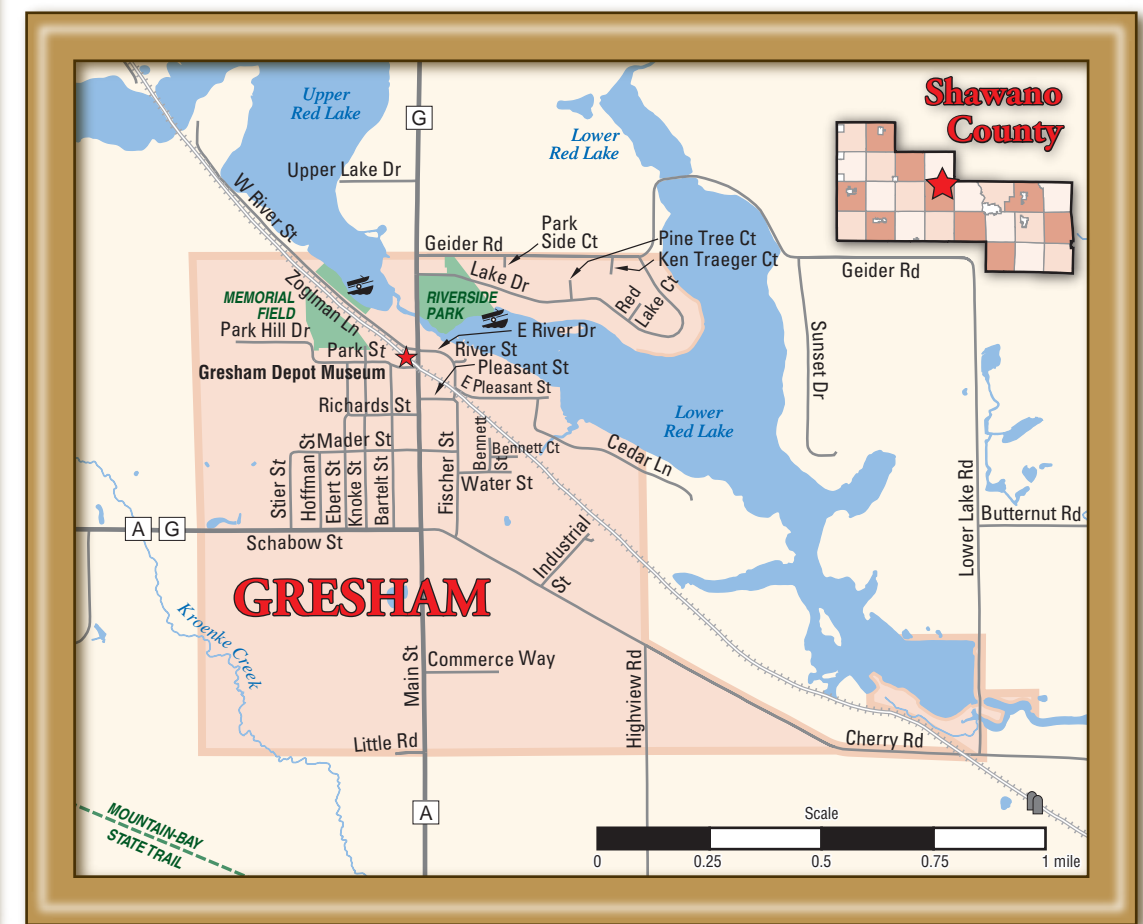 Shawano
County
Upper
Red Lake
G
Lower
Red Lake
Upper Lake Dr
W River St
Park
Side Ct
Geider Rd
Pine Tree Ct
Ken Traeger Ct
Geider Rd
Lake Dr
Red
Lake Ct
Zoglman Ln
MEMORIAL
FIELD
RIVERSIDE
PARK
Park Hill Dr
E River Dr
Park St
River St
Gresham Depot Museum
Pleasant St
E Pleasant St
Sunset Dr
Richards St
Lower
Red Lake
Mader St
Bennett
St
Bennett Ct
Cedar Ln
Stier St
Hoffman St
Ebert St
Knoke St
Bartelt St
Fischer St
Water St
Lower Lake Rd
Butternut Rd
A
G
Schabow St
Industrial
St
GRESHAM
Kroenke Creek
Main St
Commerce Way
Highview Rd
Little Rd
Cherry Rd
A
MOUNTAIN-BAY
STATE TRAIL
Scale
0
0.25
0.5
0.75
1 mile